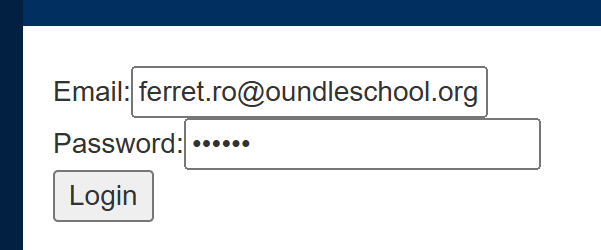 Email: ferret.ro@oundleschool.org
Password: ••••••
Login